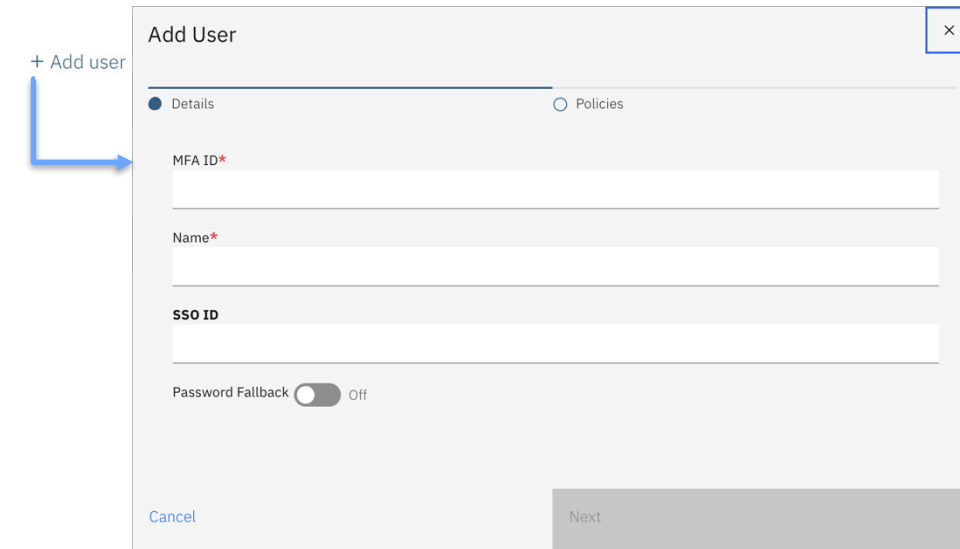 Add User
+ Add user
Details
Policies
MFA ID*
Name*
SSO ID
Password Fallback
Off
Cancel
Next